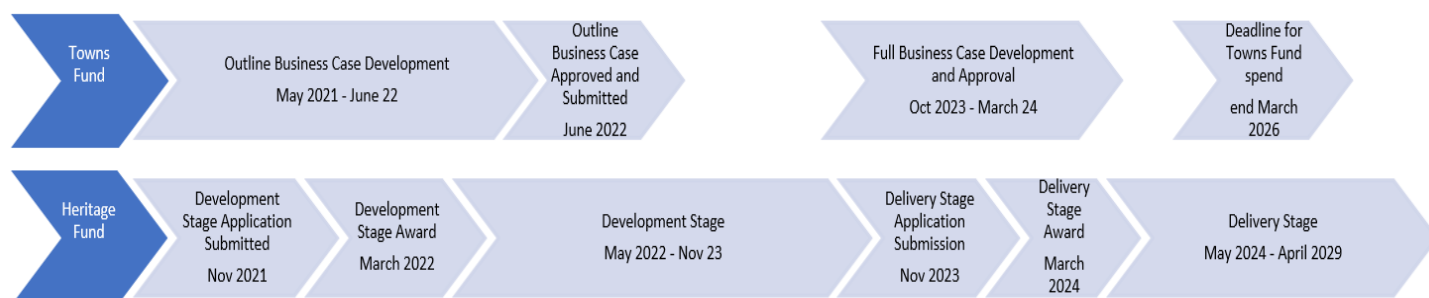 Towns
Fund
Outline Business Case Development
May 2021 - June 22
Outline
Business Case
Approved and
Submitted
June 2022
Full Business Case Development
and Approval
Oct 2023 - March 24
Deadline for
Towns Fund
spend
end March
2026
Heritage
Fund
Development
Stage Application
Submitted
Nov 2021
Development
Stage Award
March 2022
Development Stage
May 2022 - Nov 23
Delivery Stage
Application
Submission
Nov 2023
Delivery
Stage
Award
March
2024
Delivery Stage
May 2024 - April 2029